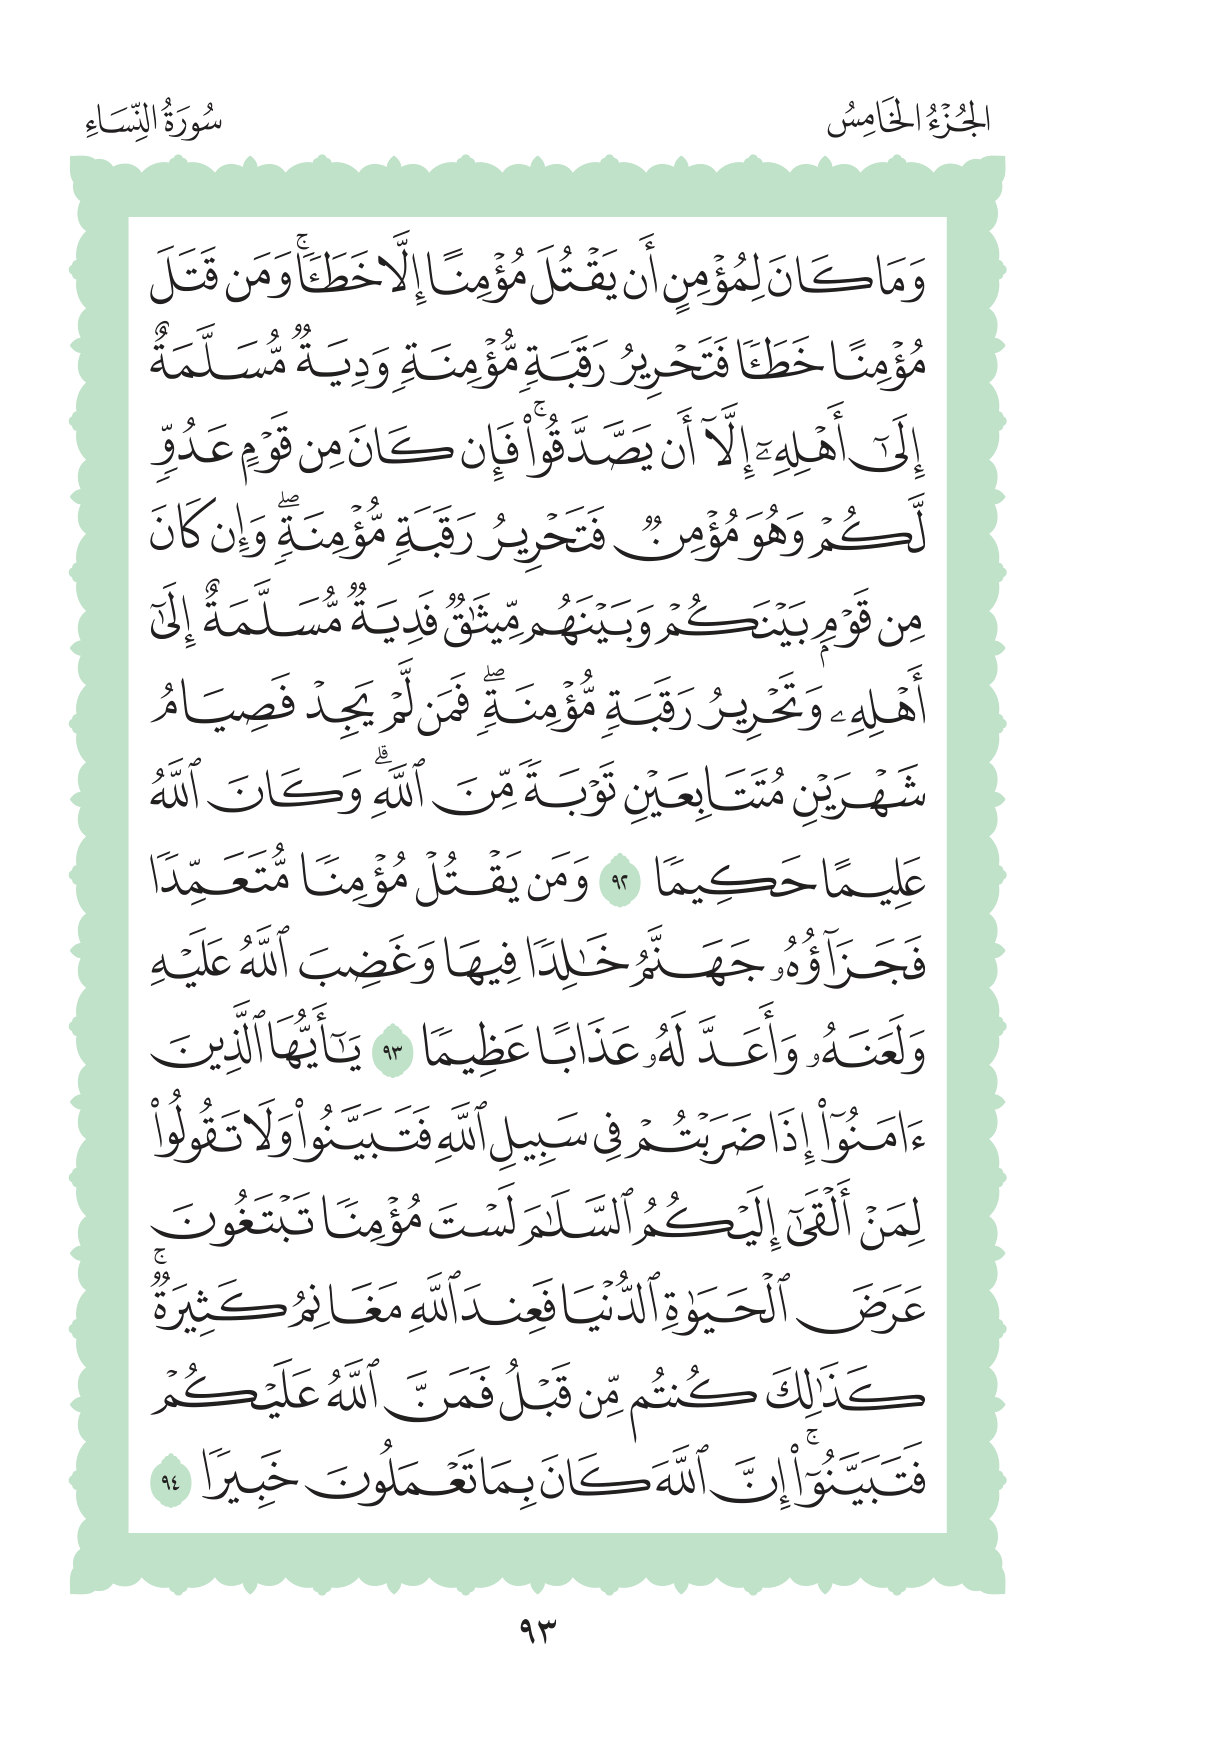 الجُزْءُ الخَامِسُ
سُورَةُ النِّسَاءِ
وَمَا كَانَ لِمُؤْمِنٍ أَن يَقْتُلَ مُؤْمِنًا إِلَّا خَطَـًٔاۚ وَمَن قَتَلَ
مُؤْمِنًا خَطَـًٔا فَتَحْرِيرُ رَقَبَةٍ مُّؤْمِنَةٍ وَدِيَةٌ مُّسَلَّمَةٌ
إِلَىٰٓ أَهْلِهِۦٓ إِلَّآ أَن يَصَّدَّقُوا۟ۚ فَإِن كَانَ مِن قَوْمٍ عَدُوٍّ
لَّكُمْ وَهُوَ مُؤْمِنٌ فَتَحْرِيرُ رَقَبَةٍ مُّؤْمِنَةٍۖ وَإِن كَانَ
مِن قَوْمِۭ بَيْنَكُمْ وَبَيْنَهُم مِّيثَٰقٌ فَدِيَةٌ مُّسَلَّمَةٌ إِلَىٰٓ
أَهْلِهِۦ وَتَحْرِيرُ رَقَبَةٍ مُّؤْمِنَةٍۖ فَمَن لَّمْ يَجِدْ فَصِيَامُ
شَهْرَيْنِ مُتَتَابِعَيْنِ تَوْبَةً مِّنَ ٱللَّهِۗ وَكَانَ ٱللَّهُ
عَلِيمًا حَكِيمًا ٩٢ وَمَن يَقْتُلْ مُؤْمِنًا مُّتَعَمِّدًا
فَجَزَآؤُهُۥ جَهَنَّمُ خَٰلِدًا فِيهَا وَغَضِبَ ٱللَّهُ عَلَيْهِ
وَلَعَنَهُۥ وَأَعَدَّ لَهُۥ عَذَابًا عَظِيمًا ٩٣ يَٰٓأَيُّهَا ٱلَّذِينَ
ءَامَنُوٓا۟ إِذَا ضَرَبْتُمْ فِى سَبِيلِ ٱللَّهِ فَتَبَيَّنُوا۟ وَلَا تَقُولُوا۟
لِمَنْ أَلْقَىٰٓ إِلَيْكُمُ ٱلسَّلَٰمَ لَسْتَ مُؤْمِنًا تَبْتَغُونَ
عَرَضَ ٱلْحَيَوٰةِ ٱلدُّنْيَا فَعِندَ ٱللَّهِ مَغَانِمُ كَثِيرَةٌۚ
كَذَٰلِكَ كُنتُم مِّن قَبْلُ فَمَنَّ ٱللَّهُ عَلَيْكُمْ
فَتَبَيَّنُوٓا۟ۚ إِنَّ ٱللَّهَ كَانَ بِمَا تَعْمَلُونَ خَبِيرًا ٩٤
٩٣